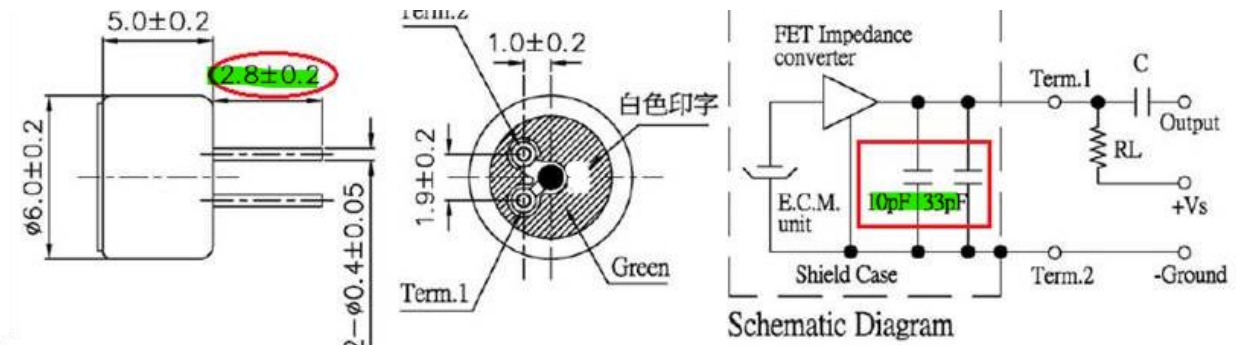 5.0±0.2
2.8±0.2
ø6.0±0.2
2-ø0.4±0.05
Term.2
1.0±0.2
白色印字
1.9±0.2
Green
Term.1
FET Impedance
converter
Term.1
C
Output
RL
+Vs
10pF 33pF
E.C.M.
unit
Shield Case
Term.2
-Ground
Schematic Diagram